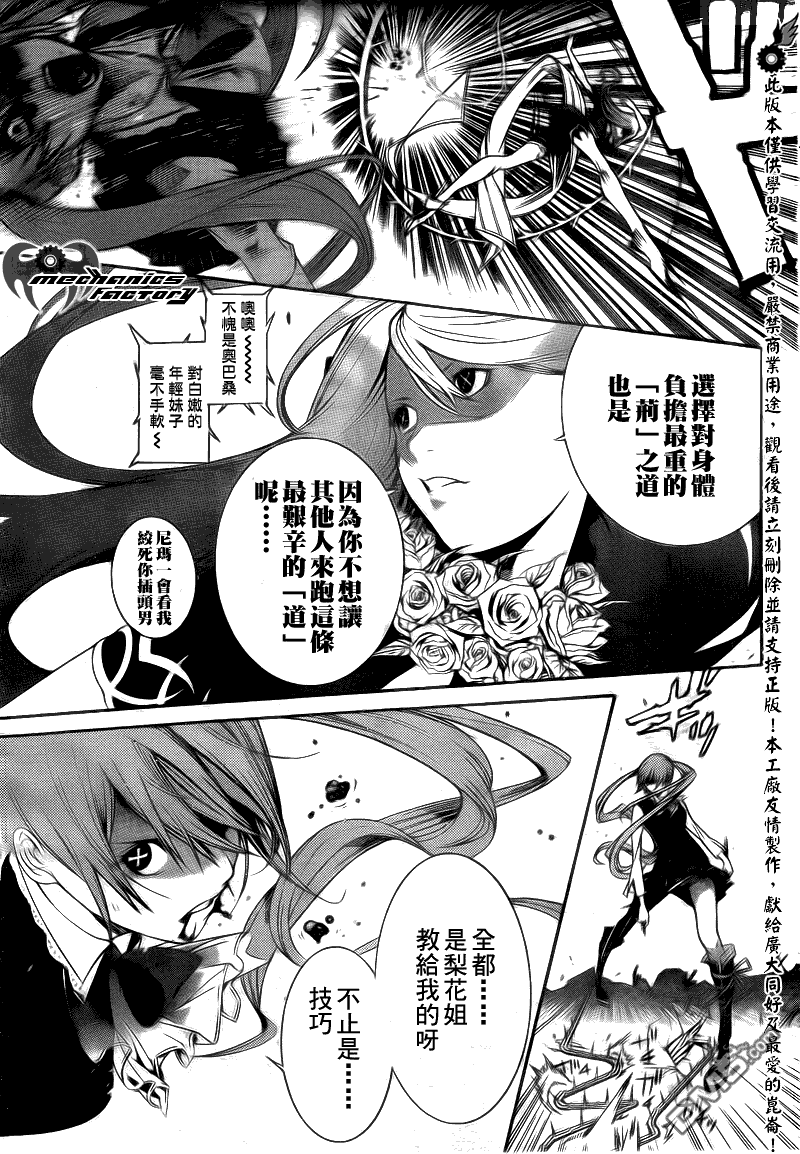 選擇對身體
負擔最重的
「荊」之道
也是
噢噢～～～～
不愧是奧巴桑
對白嫩的
年輕妹子
毫不手軟～
因為你不想讓
其他人來跑這條
最艱辛的「道」
呢……
尼瑪一會看我
絞死你插頭男
全都……
是梨花姐
教給我的呀
不止是……
技巧
mechanics
factory
此版本僅供學習交流用，嚴禁商業用途，觀看後請立刻刪除並請支持正版！本工廠友情製作，獻給廣大同好及最愛的崑崙！